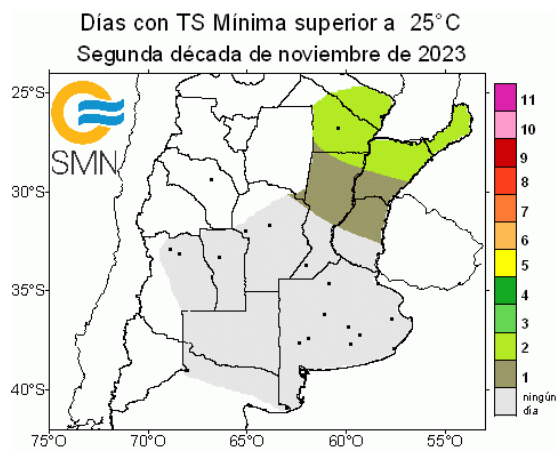 Días con TS Mínima superior a 25°C
Segunda década de noviembre de 2023
25°S
30°S
35°S
40°S
75°O
70°O
65°O
60°O
55°O
SMN
11
10
9
8
7
6
5
4
3
2
1
ningún
dia